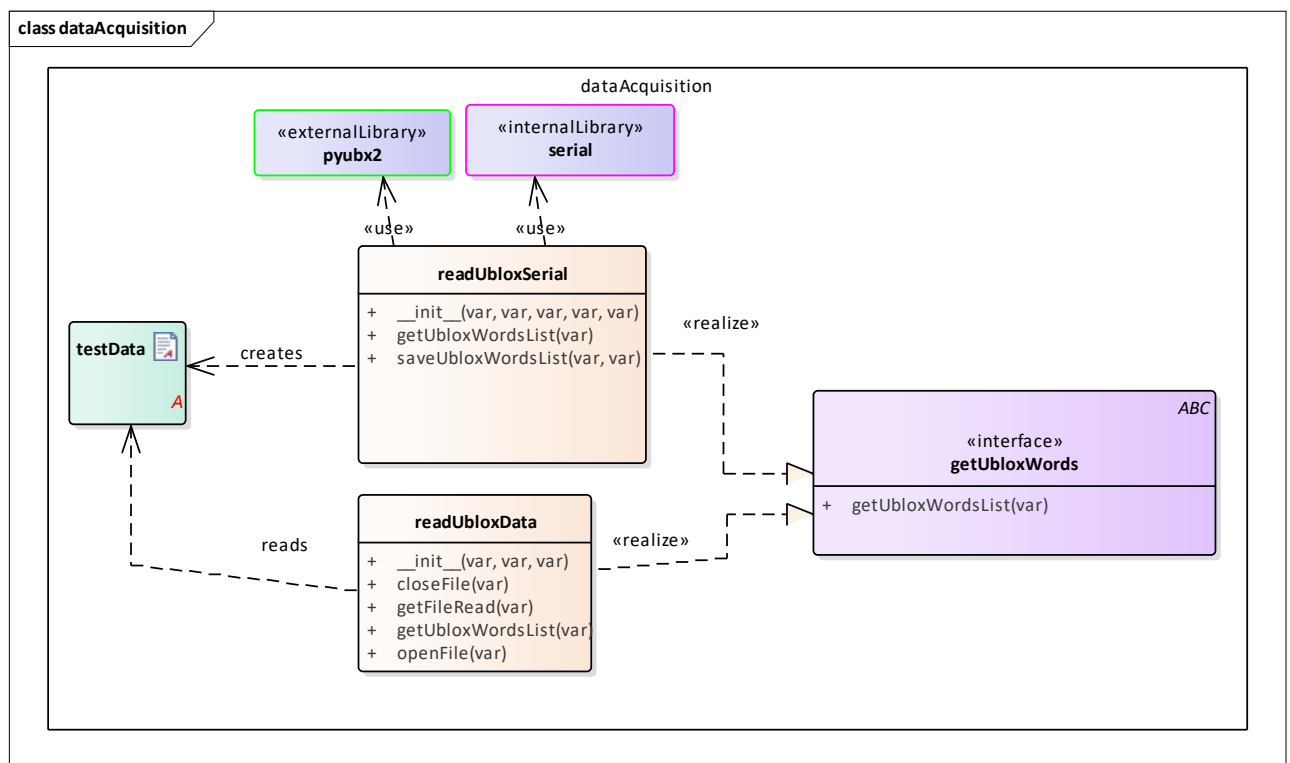 class dataAcquisition
dataAcquisition
«externalLibrary»
pyubx2
«internalLibrary»
serial
«use»
«use»
readUbloxSerial
+ __init__(var, var, var, var, var)
+ getUbloxWordsList(var)
+ saveUbloxWordsList(var, var)
«realize»
testData
A
creates
ABC
«interface»
getUbloxWords
+ getUbloxWordsList(var)
readUbloxData
+ __init__(var, var, var)
+ closeFile(var)
+ getFileRead(var)
+ getUbloxWordsList(var)
+ openFile(var)
reads
«realize»